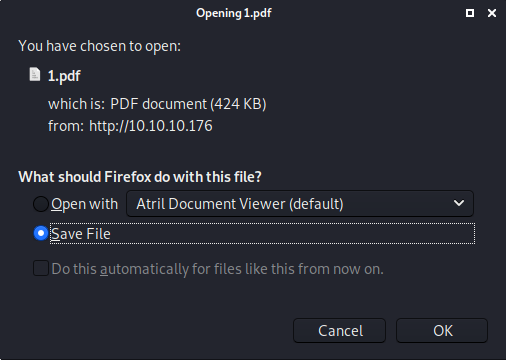 Opening 1.pdf
You have chosen to open:
1.pdf
which is: PDF document (424 KB)
from: http://10.10.10.176
What should Firefox do with this file?
Open with Atril Document Viewer (default)
Save File
Do this automatically for files like this from now on.
Cancel OK